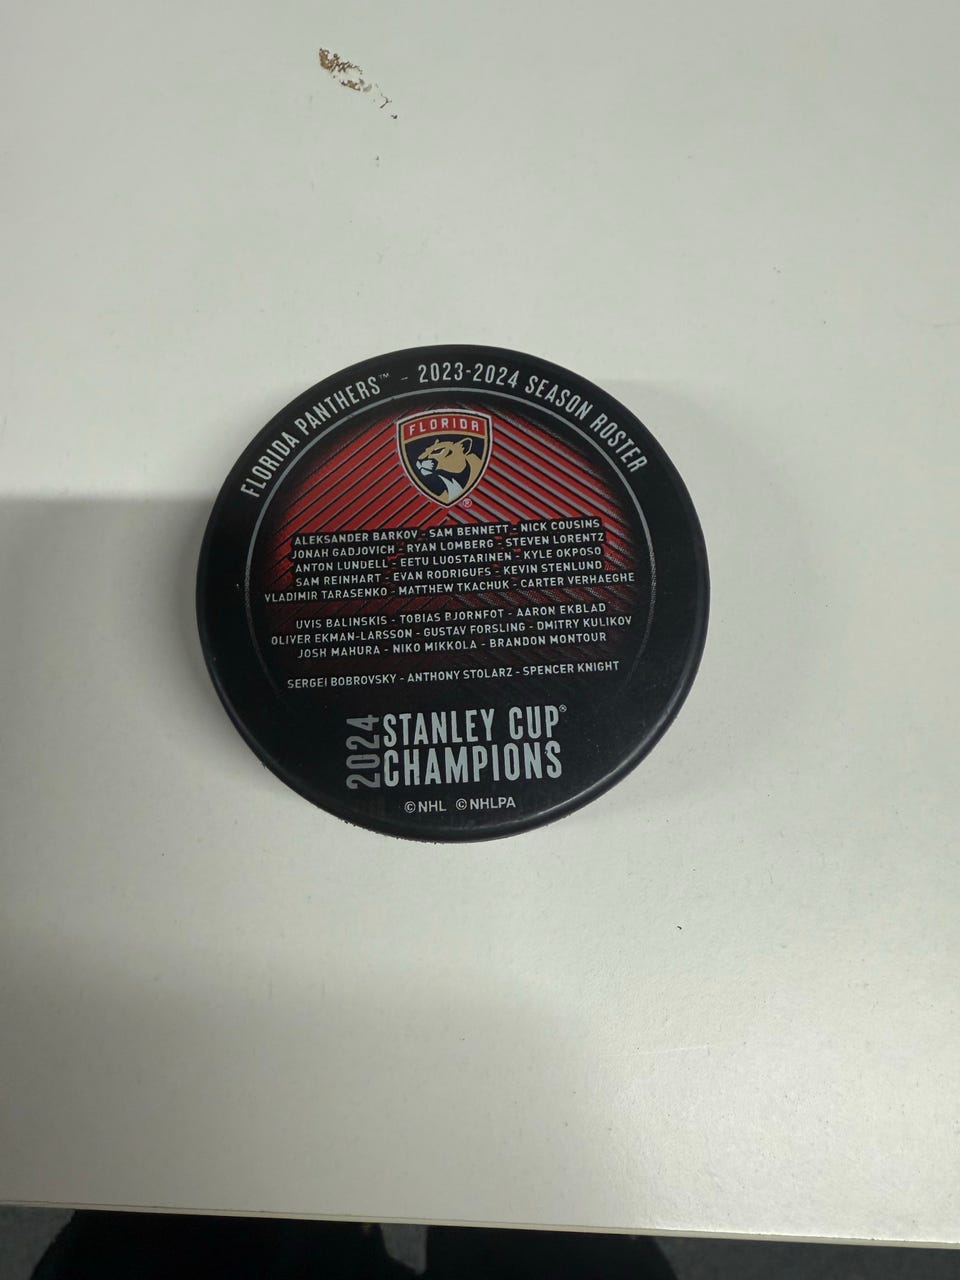 FLORIDA PANTHERS™ - 2023-2024 SEASON ROSTER
FLORIDA
®
ALEKSANDER BARKOV - SAM BENNETT - NICK COUSINS
JONAH GADJOVICH - RYAN LOMBERG - STEVEN LORENTZ
ANTON LUNDELL - EETU LUOSTARINEN - KYLE OKPOSO
SAM REINHART - EVAN RODRIGUES - KEVIN STENLUND
VLADIMIR TARASENKO - MATTHEW TKACHUK - CARTER VERHAEGHE
UVIS BALINSKIS - TOBIAS BJORNFOT - AARON EKBLAD
OLIVER EKMAN-LARSSON - GUSTAV FORSLING - DMITRY KULIKOV
JOSH MAHURA - NIKO MIKKOLA - BRANDON MONTOUR
SERGEI BOBROVSKY - ANTHONY STOLARZ - SPENCER KNIGHT
2024
STANLEY CUP®
CHAMPIONS
©NHL ©NHLPA